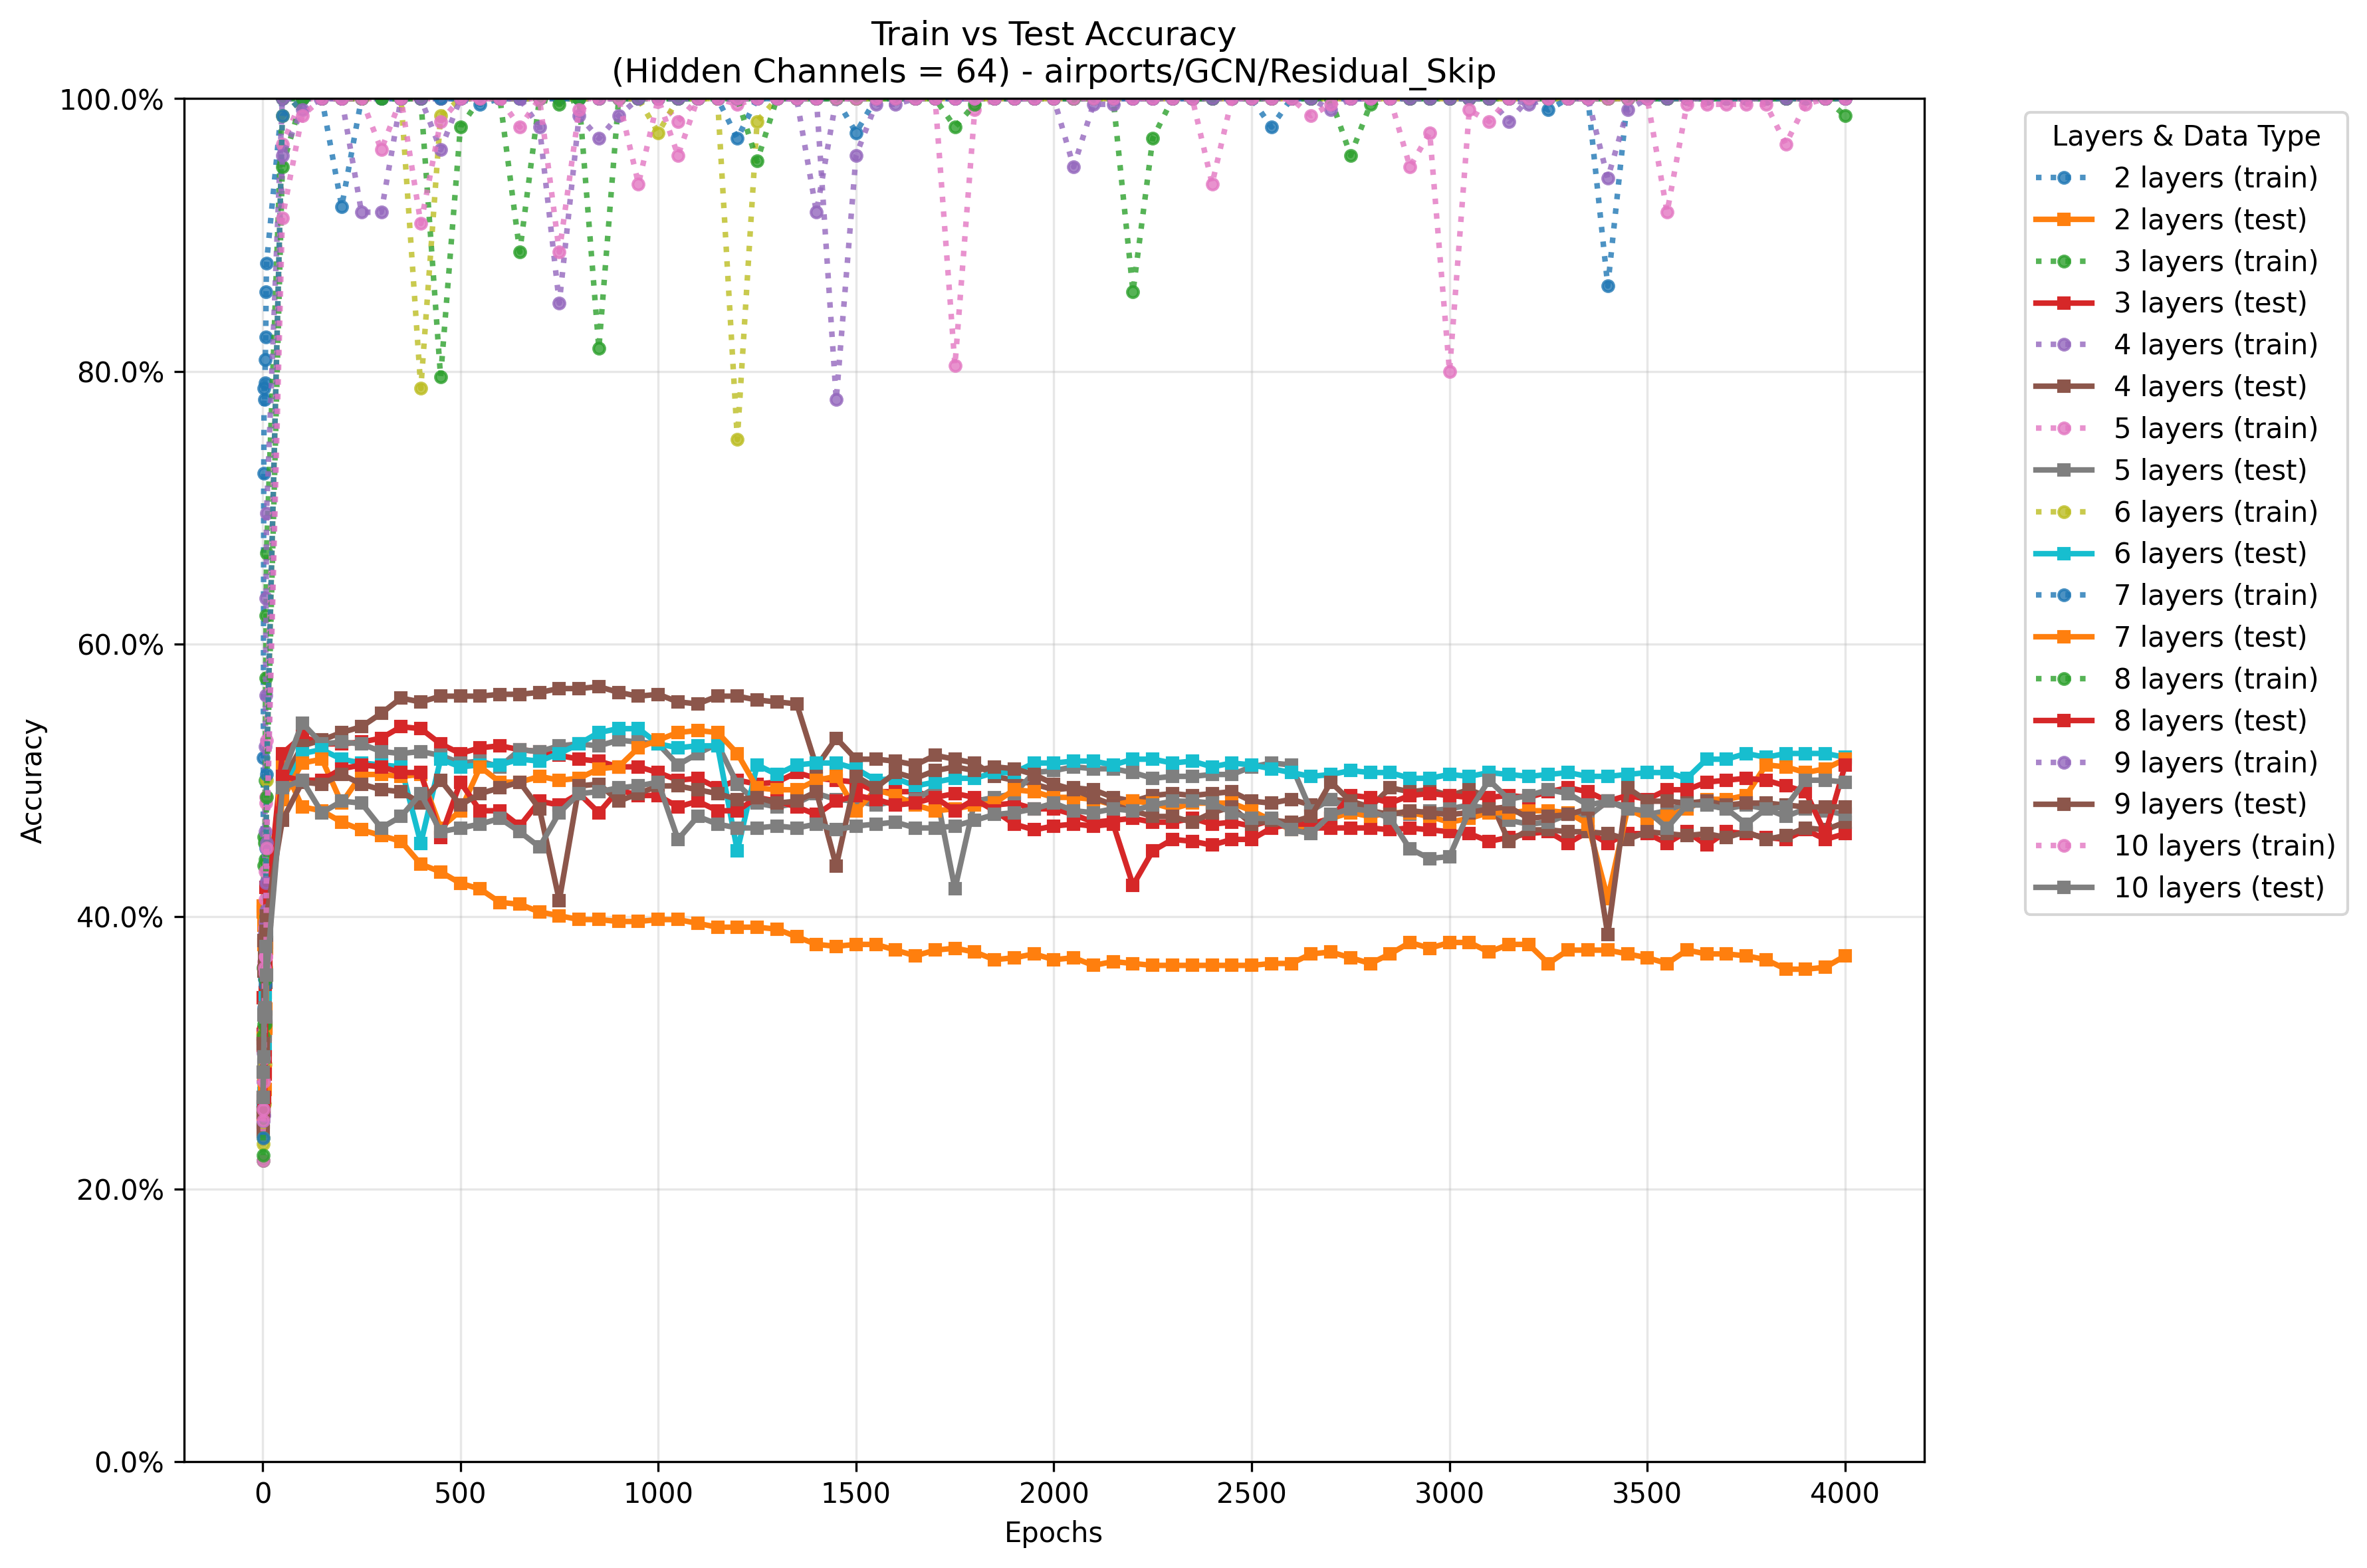 Train vs Test Accuracy
(Hidden Channels = 64) - airports/GCN/Residual_Skip
100.0%
80.0%
60.0%
40.0%
20.0%
0.0%
Accuracy
0
500
1000
1500
2000
2500
3000
3500
4000
Epochs
Layers & Data Type
2 layers (train)
2 layers (test)
3 layers (train)
3 layers (test)
4 layers (train)
4 layers (test)
5 layers (train)
5 layers (test)
6 layers (train)
6 layers (test)
7 layers (train)
7 layers (test)
8 layers (train)
8 layers (test)
9 layers (train)
9 layers (test)
10 layers (train)
10 layers (test)